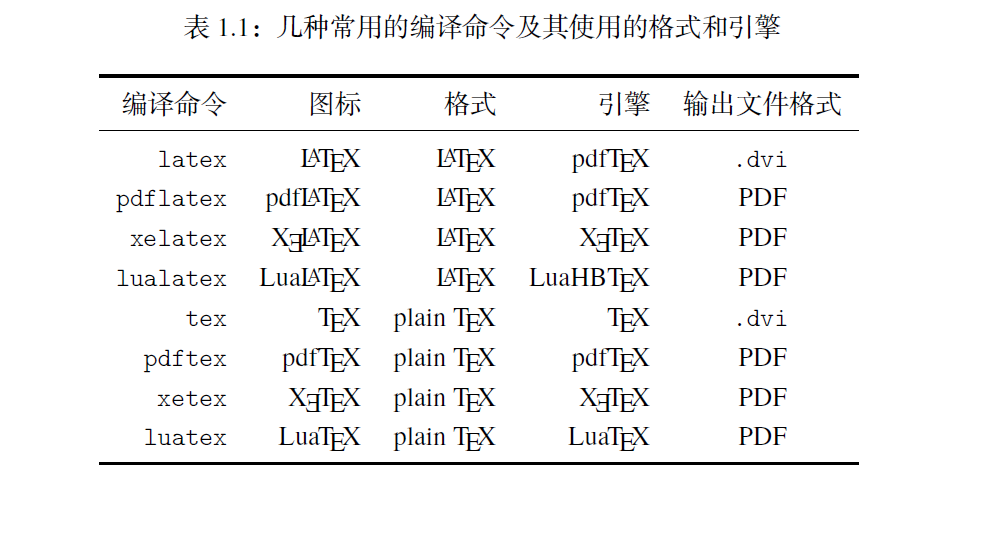 表 1.1：几种常用的编译命令及其使用的格式和引擎
编译命令 图标 格式 引擎 输出文件格式
latex LATEX LATEX pdfTEX .dvi
pdflatex pdfLATEX LATEX pdfTEX PDF
xelatex XƎLATEX LATEX XƎTEX PDF
lualatex LuaLATEX LATEX LuaHBTEX PDF
tex TEX plain TEX TEX .dvi
pdftex pdfTEX plain TEX pdfTEX PDF
xetex XƎTEX plain TEX XƎTEX PDF
luatex LuaTEX plain TEX LuaTEX PDF